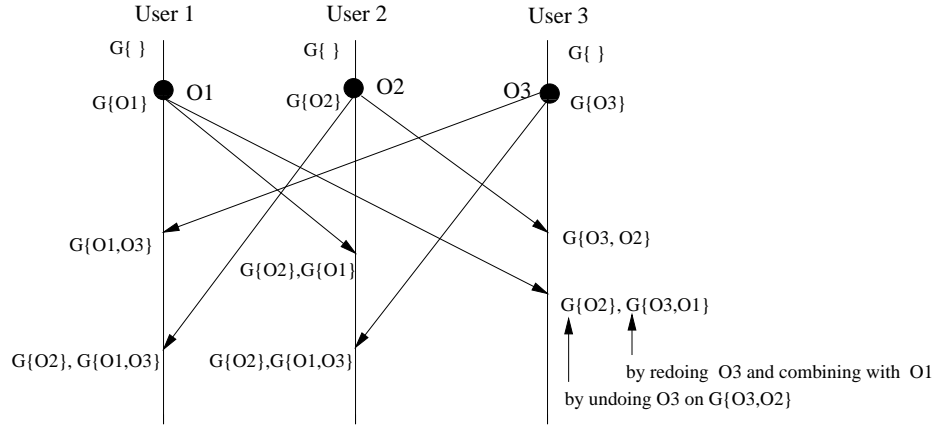 User 1
User 2
User 3
G{ }
G{ }
G{ }
O1
O2
O3
G{O1}
G{O2}
G{O3}
G{O1,O3}
G{O3, O2}
G{O2},G{O1}
G{O2}, G{O3,O1}
G{O2}, G{O1,O3}
G{O2},G{O1,O3}
by redoing O3 and combining with O1
by undoing O3 on G{O3,O2}